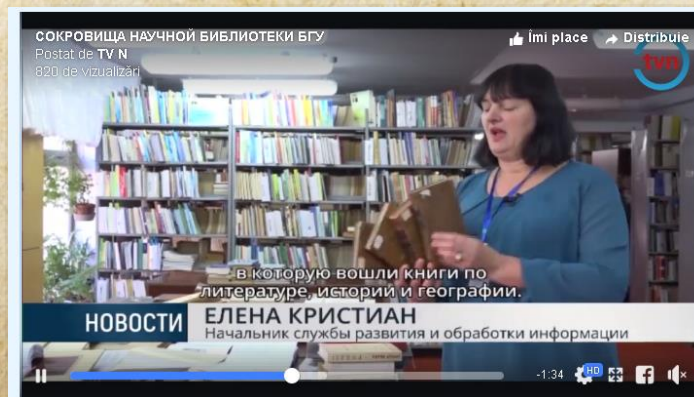 СОКРОВИЩА НАУЧНОЙ БИБЛИОТЕКИ БГУ
Postat de TV N
820 de vizualizări
Îmi place
Distribuie
tvn
в которую вошли книги по
литературе, истории и географии.
НОВОСТИ
ЕЛЕНА КРИСТИАН
Начальник службы развития и обработки информации
-1:34
HD